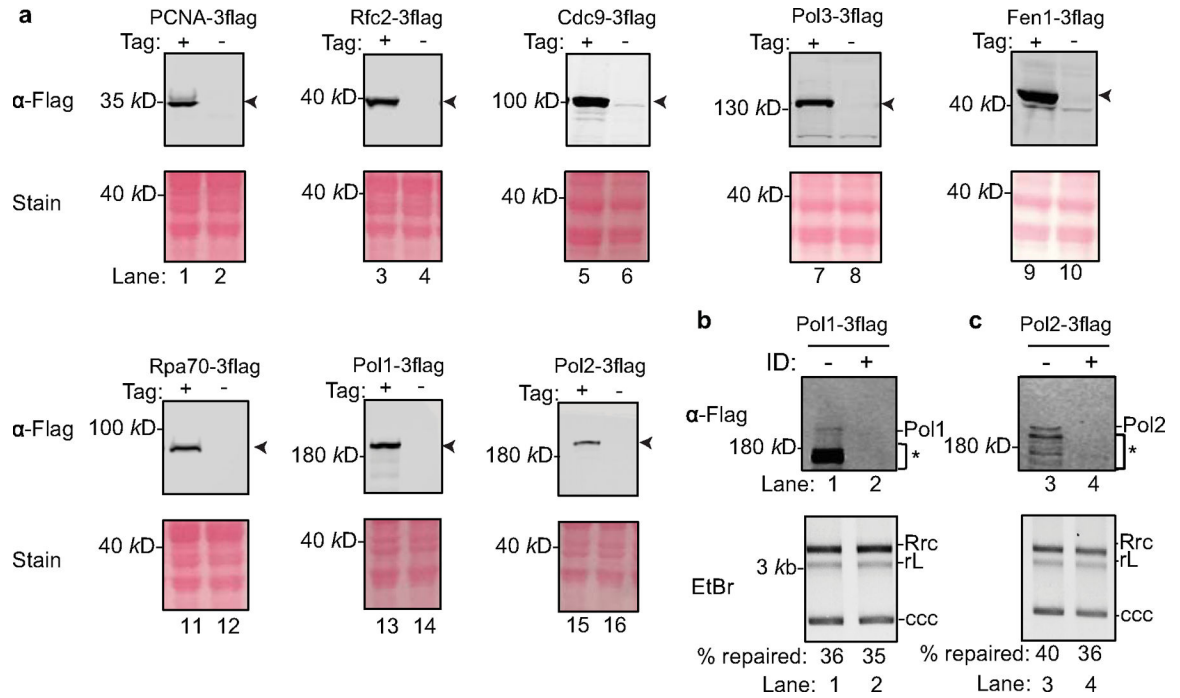 a
PCNA-3flag Rfc2-3flag Cdc9-3flag Pol3-3flag Fen1-3flag
Tag: + - Tag: + - Tag: + - Tag: + - Tag: + -
α-Flag 35 kD 40 kD 100 kD 130 kD 40 kD
Stain 40 kD 40 kD 40 kD 40 kD 40 kD
Lane: 1 2 3 4 5 6 7 8 9 10
Rpa70-3flag Pol1-3flag Pol2-3flag
Tag: + - Tag: + - Tag: + -
α-Flag 100 kD 180 kD 180 kD
Stain 40 kD 40 kD 40 kD
11 12 13 14 15 16
b
Pol1-3flag
ID: - +
α-Flag 180 kD Pol1 *
Lane: 1 2
EtBr 3 kb Rrc rL ccc
% repaired: 36 35
Lane: 1 2
c
Pol2-3flag
- +
180 kD Pol2 *
3 4
Rrc rL ccc
% repaired: 40 36
Lane: 3 4